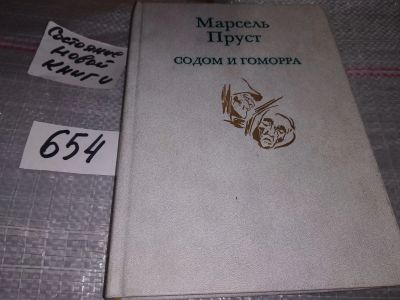 Состояние
новой
книги
654
Марсель
Пруст
СОДОМ И ГОМОРРА